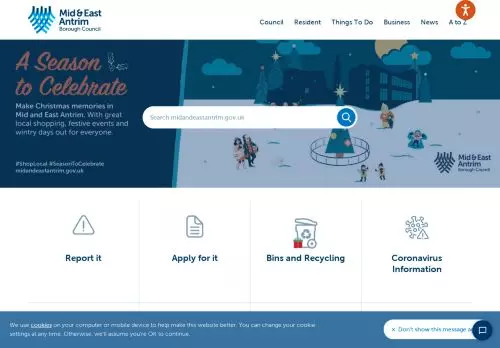 Mid & East
Antrim
Borough Council
Council
Resident
Things To Do
Business
News
A to Z
A Season
to Celebrate
Make Christmas memories in
Mid and East Antrim. With great
local shopping, festive events and
wintry days out for everyone.
Search midandeastantrim.gov.uk
#ShopLocal #SeasonToCelebrate
midandeastantrim.gov.uk
Mid & East
Antrim
Borough Council
Report it
Apply for it
Bins and Recycling
Coronavirus
Information
We use cookies on your computer or mobile device to help make this website better. You can change your cookie
settings at any time. Otherwise, we'll assume you're OK to continue.
× Don't show this message